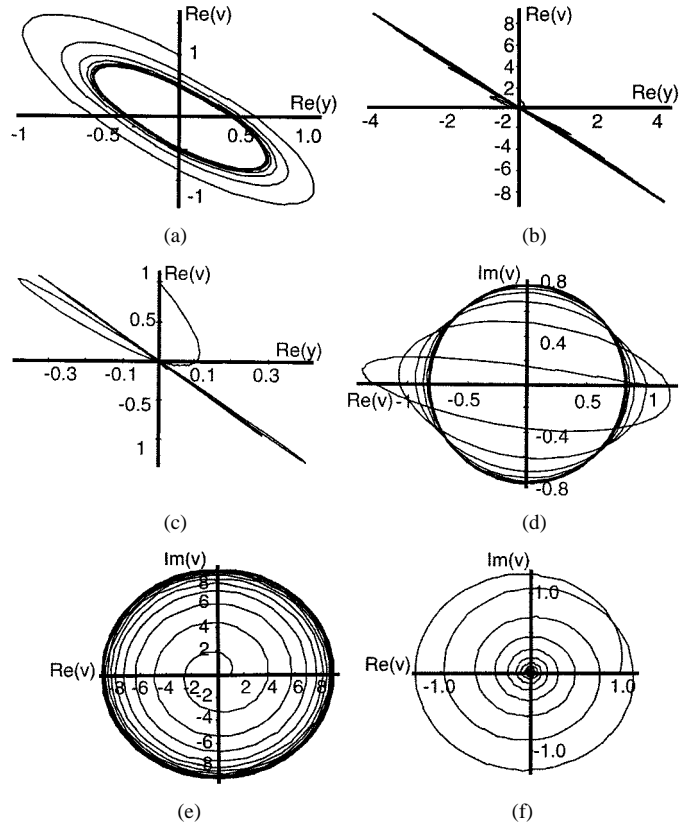 Re(v)
1
Re(y)
-1 -0.5 0.5 1.0
-1
(a)
Re(v)
8
6
4
2
Re(y)
-4 -2 2 4
-2
-4
-6
-8
(b)
1 Re(v)
0.5
Re(y)
-0.3 -0.1 0.1 0.3
-0.5
1
(c)
Im(v)
0.8
0.4
Re(v) -1 -0.5 0.5 1
-0.4
-0.8
(d)
Im(v)
8
6
4
2
Re(v)
-8 -6 -4 -2 2 4 6 8
-2
-4
-6
-8
(e)
Im(v)
1.0
Re(v)
-1.0 1.0
-1.0
(f)